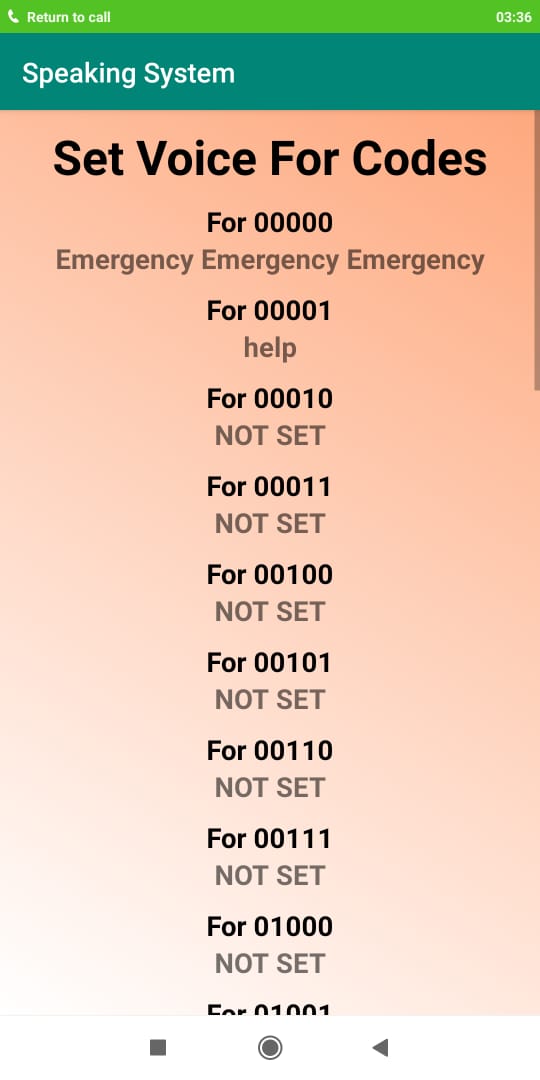 Return to call
03:36
Speaking System
Set Voice For Codes
For 00000
Emergency Emergency Emergency
For 00001
help
For 00010
NOT SET
For 00011
NOT SET
For 00100
NOT SET
For 00101
NOT SET
For 00110
NOT SET
For 00111
NOT SET
For 01000
NOT SET
For 01001